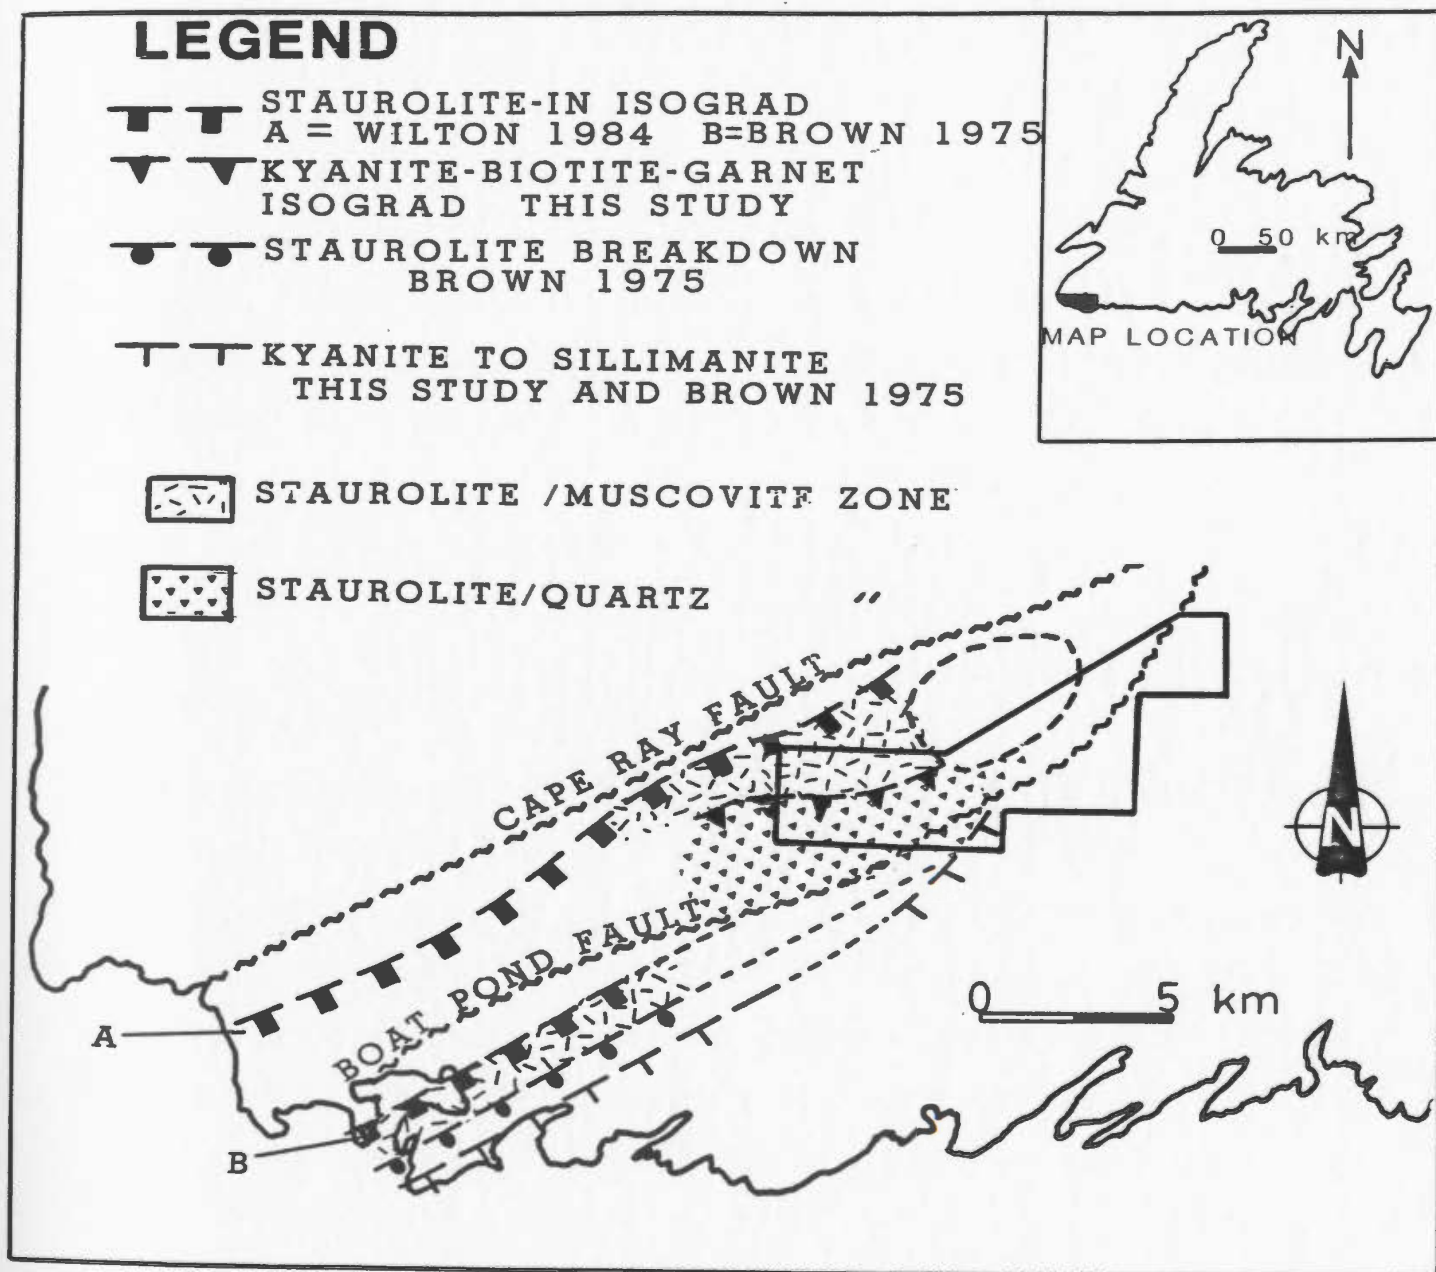 LEGEND
STAUROLITE-IN ISOGRAD
A = WILTON 1984 B=BROWN 1975
KYANITE-BIOTITE-GARNET
ISOGRAD THIS STUDY
STAUROLITE BREAKDOWN
BROWN 1975
KYANITE TO SILLIMANITE
THIS STUDY AND BROWN 1975
STAUROLITE /MUSCOVITE ZONE
STAUROLITE/QUARTZ "
N
0 50 km
MAP LOCATION
CAPE RAY FAULT
BOAT POND FAULT
A
B
N
0 5 km